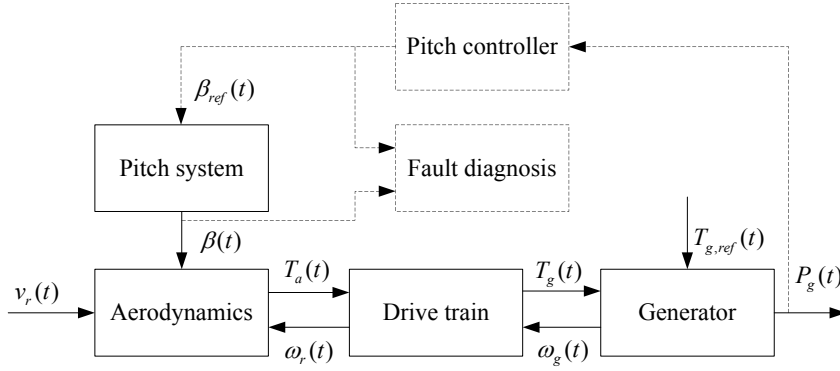 Pitch controller
β_ref(t)
Pitch system
Fault diagnosis
β(t)
T_g,ref(t)
T_a(t)
T_g(t)
P_g(t)
v_r(t)
Aerodynamics
Drive train
Generator
ω_r(t)
ω_g(t)